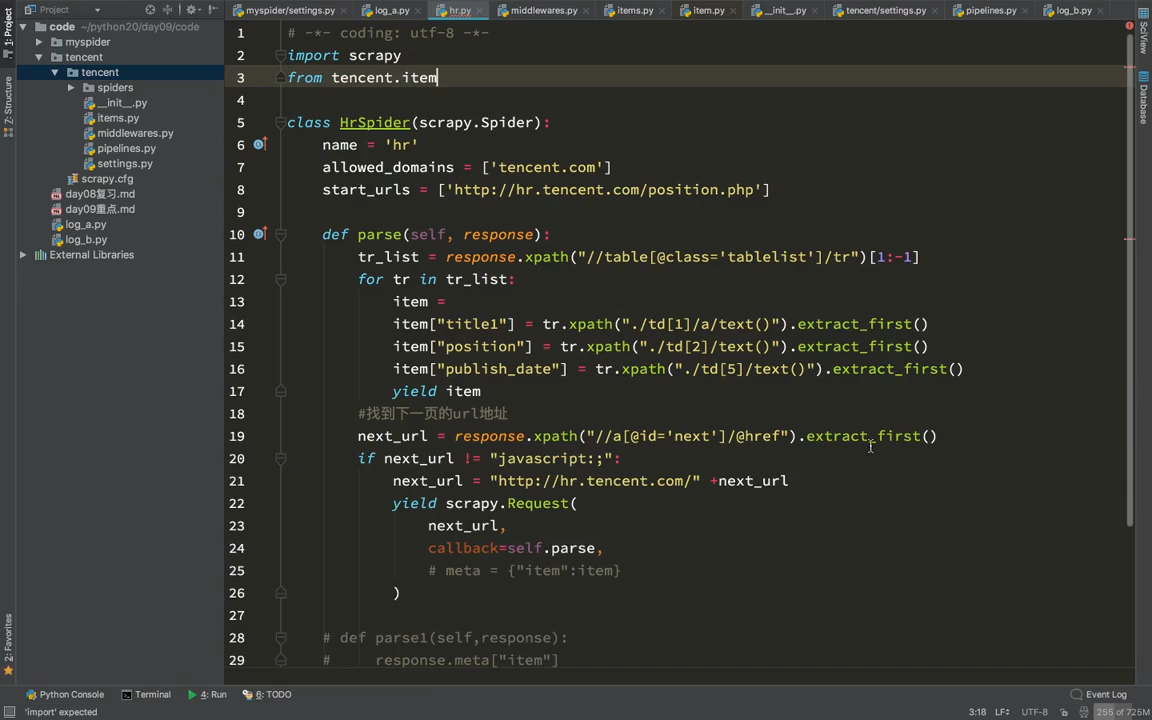 Project
myspider/settings.py
log_a.py
hr.py
middlewares.py
items.py
item.py
__init__.py
tencent/settings.py
pipelines.py
log_b.py
1: Project
Z: Structure
2: Favorites
SciView
Database
code ~/python20/day09/code
myspider
tencent
tencent
spiders
__init__.py
items.py
middlewares.py
pipelines.py
settings.py
scrapy.cfg
day08复习.md
day09重点.md
log_a.py
log_b.py
External Libraries
1 # -*- coding: utf-8 -*-
2 import scrapy
3 from tencent.item
4
5 class HrSpider(scrapy.Spider):
6 name = 'hr'
7 allowed_domains = ['tencent.com']
8 start_urls = ['http://hr.tencent.com/position.php']
9
10 def parse(self, response):
11 tr_list = response.xpath("//table[@class='tablelist']/tr")[1:-1]
12 for tr in tr_list:
13 item =
14 item["title1"] = tr.xpath("./td[1]/a/text()").extract_first()
15 item["position"] = tr.xpath("./td[2]/text()").extract_first()
16 item["publish_date"] = tr.xpath("./td[5]/text()").extract_first()
17 yield item
18 #找到下一页的url地址
19 next_url = response.xpath("//a[@id='next']/@href").extract_first()
20 if next_url != "javascript:;":
21 next_url = "http://hr.tencent.com/" +next_url
22 yield scrapy.Request(
23 next_url,
24 callback=self.parse,
25 # meta = {"item":item}
26 )
27
28 # def parse1(self,response):
29 # response.meta["item"]
Python Console
Terminal
4: Run
6: TODO
Event Log
'import' expected
3:18
LF
UTF-8
255 of 725M